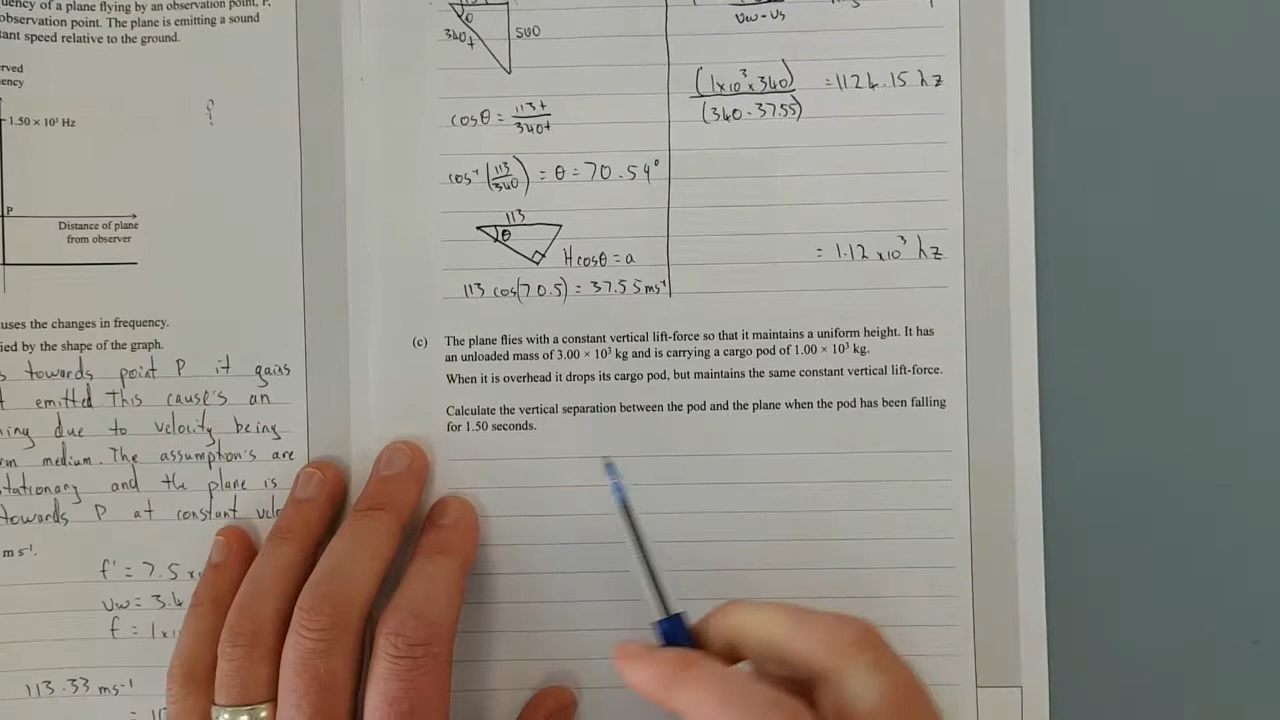 uency of a plane flying by an observation point, P,
observation point. The plane is emitting a sound
tant speed relative to the ground.
rved
ency
1.50 × 10³ Hz
P
Distance of plane
from observer
uses the changes in frequency.
ied by the shape of the graph.
s towards point P it gains
emitted This cause's an
ing due to velocity being
medium. The assumption's are
stationary and the plane is
towards P at constant velo
m s⁻¹.
f' = 7.5 x
Vw = 3.4
f = 1x1
113.33 ms⁻¹
θ
340t
500
cosθ = 113t / 340t
cos⁻¹ (113/340) = θ = 70.54°
113
θ
Hcosθ = a
113 cos(70.5) = 37.55 ms⁻¹
Vw - Vs
(1x10³ x 340) / (340 - 37.55) = 1124.15 hz
= 1.12 x10³ hz
(c) The plane flies with a constant vertical lift-force so that it maintains a uniform height. It has
an unloaded mass of 3.00 × 10³ kg and is carrying a cargo pod of 1.00 × 10³ kg.
When it is overhead it drops its cargo pod, but maintains the same constant vertical lift-force.
Calculate the vertical separation between the pod and the plane when the pod has been falling
for 1.50 seconds.